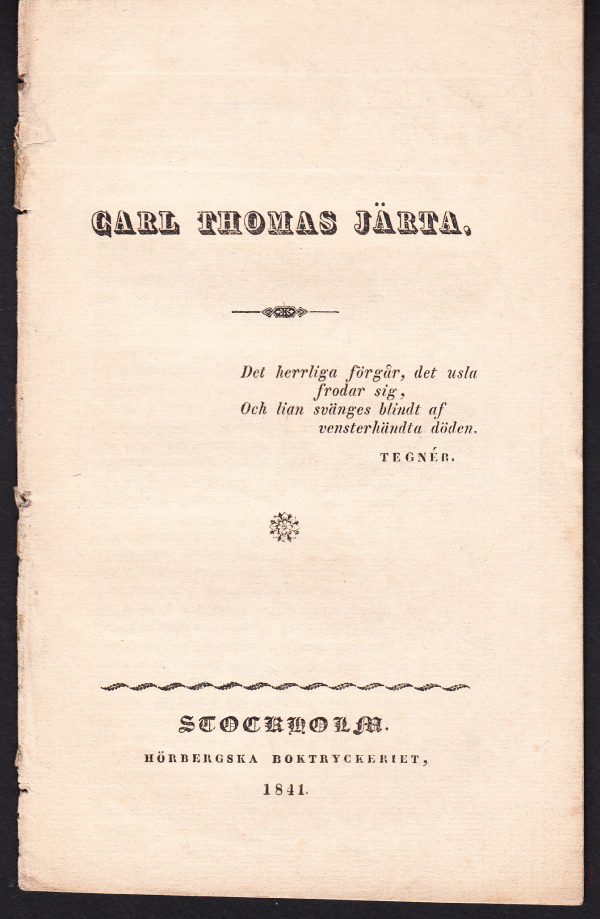 CARL THOMAS JÄRTA.
Det herrliga förgår, det usla
frodar sig,
Och lian svänges blindt af
vensterhändta döden.
TEGNÉR.
STOCKHOLM.
HÖRBERGSKA BOKTRYCKERIET,
1841.